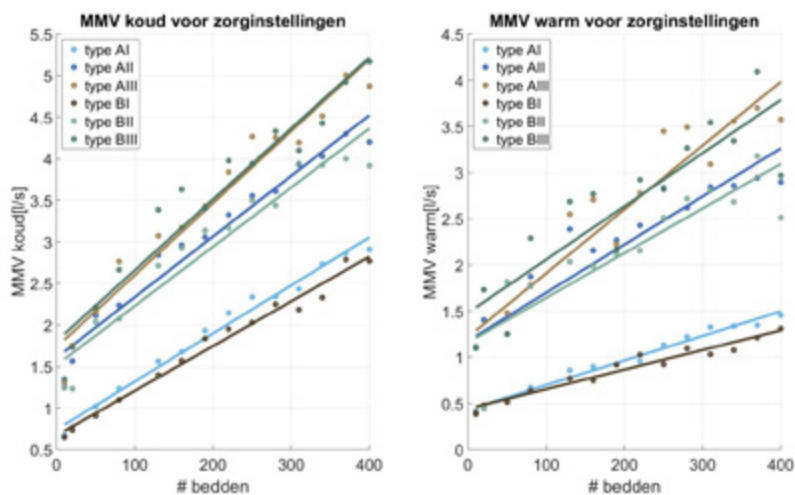 MMV koud voor zorginstellingen
5.5
5
4.5
4
3.5
3
2.5
2
1.5
1
0.5
MMV koud[l/s]
type AI
type AII
type AIII
type BI
type BII
type BIII
0
100
200
300
400
# bedden
MMV warm voor zorginstellingen
4.5
4
3.5
3
2.5
2
1.5
1
0.5
0
MMV warm[l/s]
type AI
type AII
type AIII
type BI
type BII
type BIII
0
100
200
300
400
# bedden